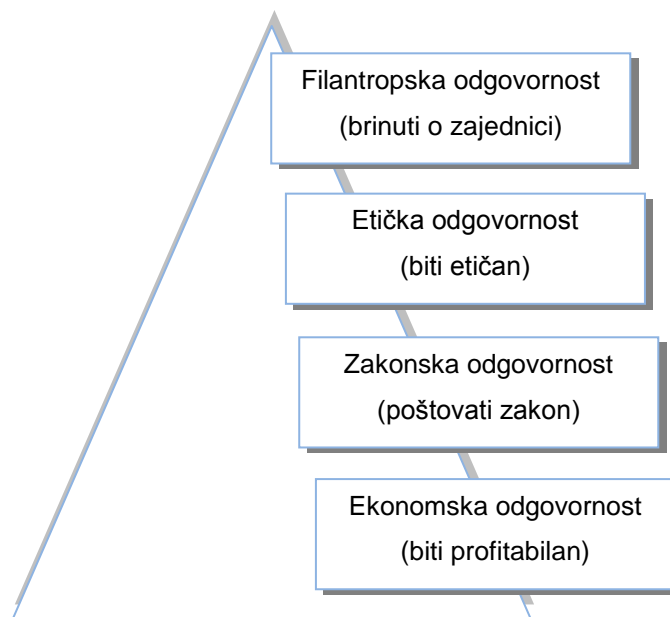 Filantropska odgovornost
(brinuti o zajednici)
Etička odgovornost
(biti etičan)
Zakonska odgovornost
(poštovati zakon)
Ekonomska odgovornost
(biti profitabilan)